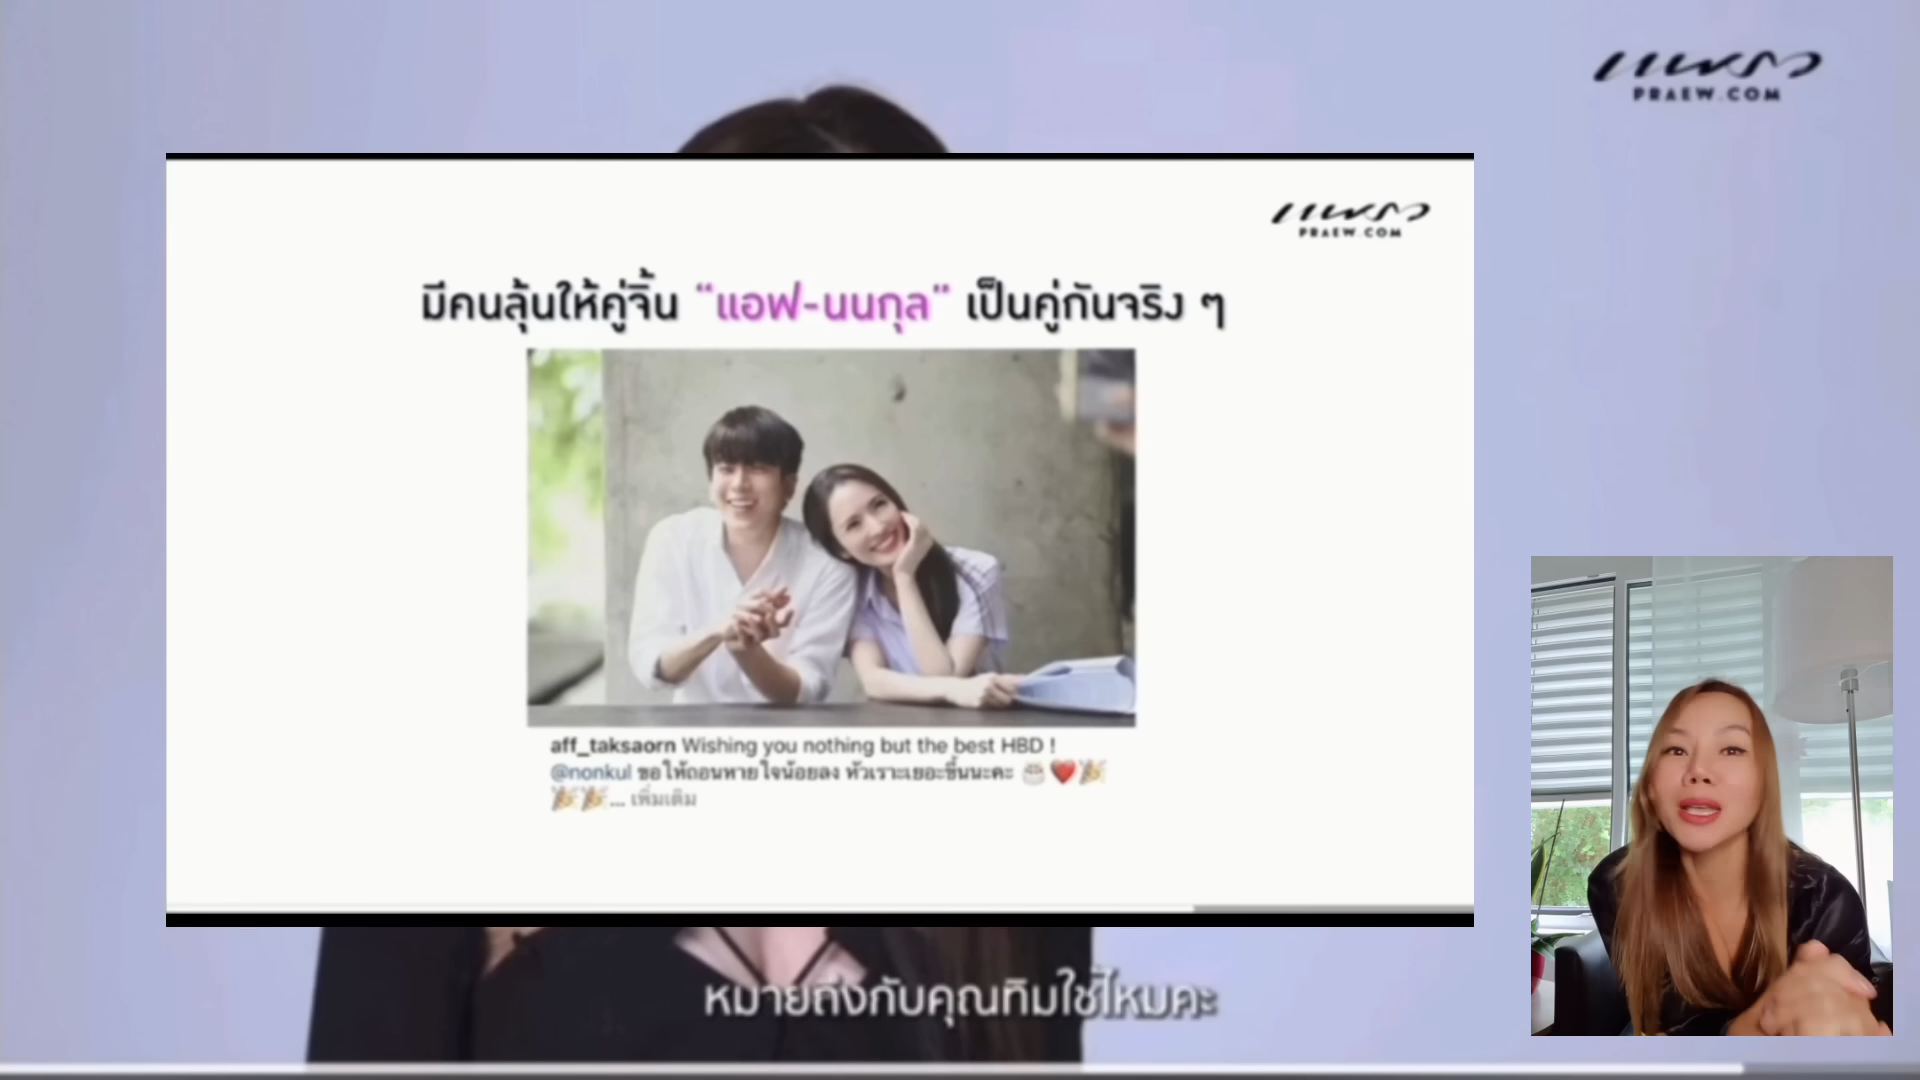 แพรว
PRAEW.COM
แพรว
PRAEW.COM
มีคนลุ้นให้คู่จิ้น “แอฟ-นนกุล” เป็นคู่กันจริง ๆ
aff_taksaorn Wishing you nothing but the best HBD !
@nonkul ขอให้ถอนหายใจน้อยลง หัวเราะเยอะขึ้นนะคะ 🎂❤️🎉
🎉🎉... เพิ่มเติม
หมายถึงกับคุณทิมใช่ไหมคะ